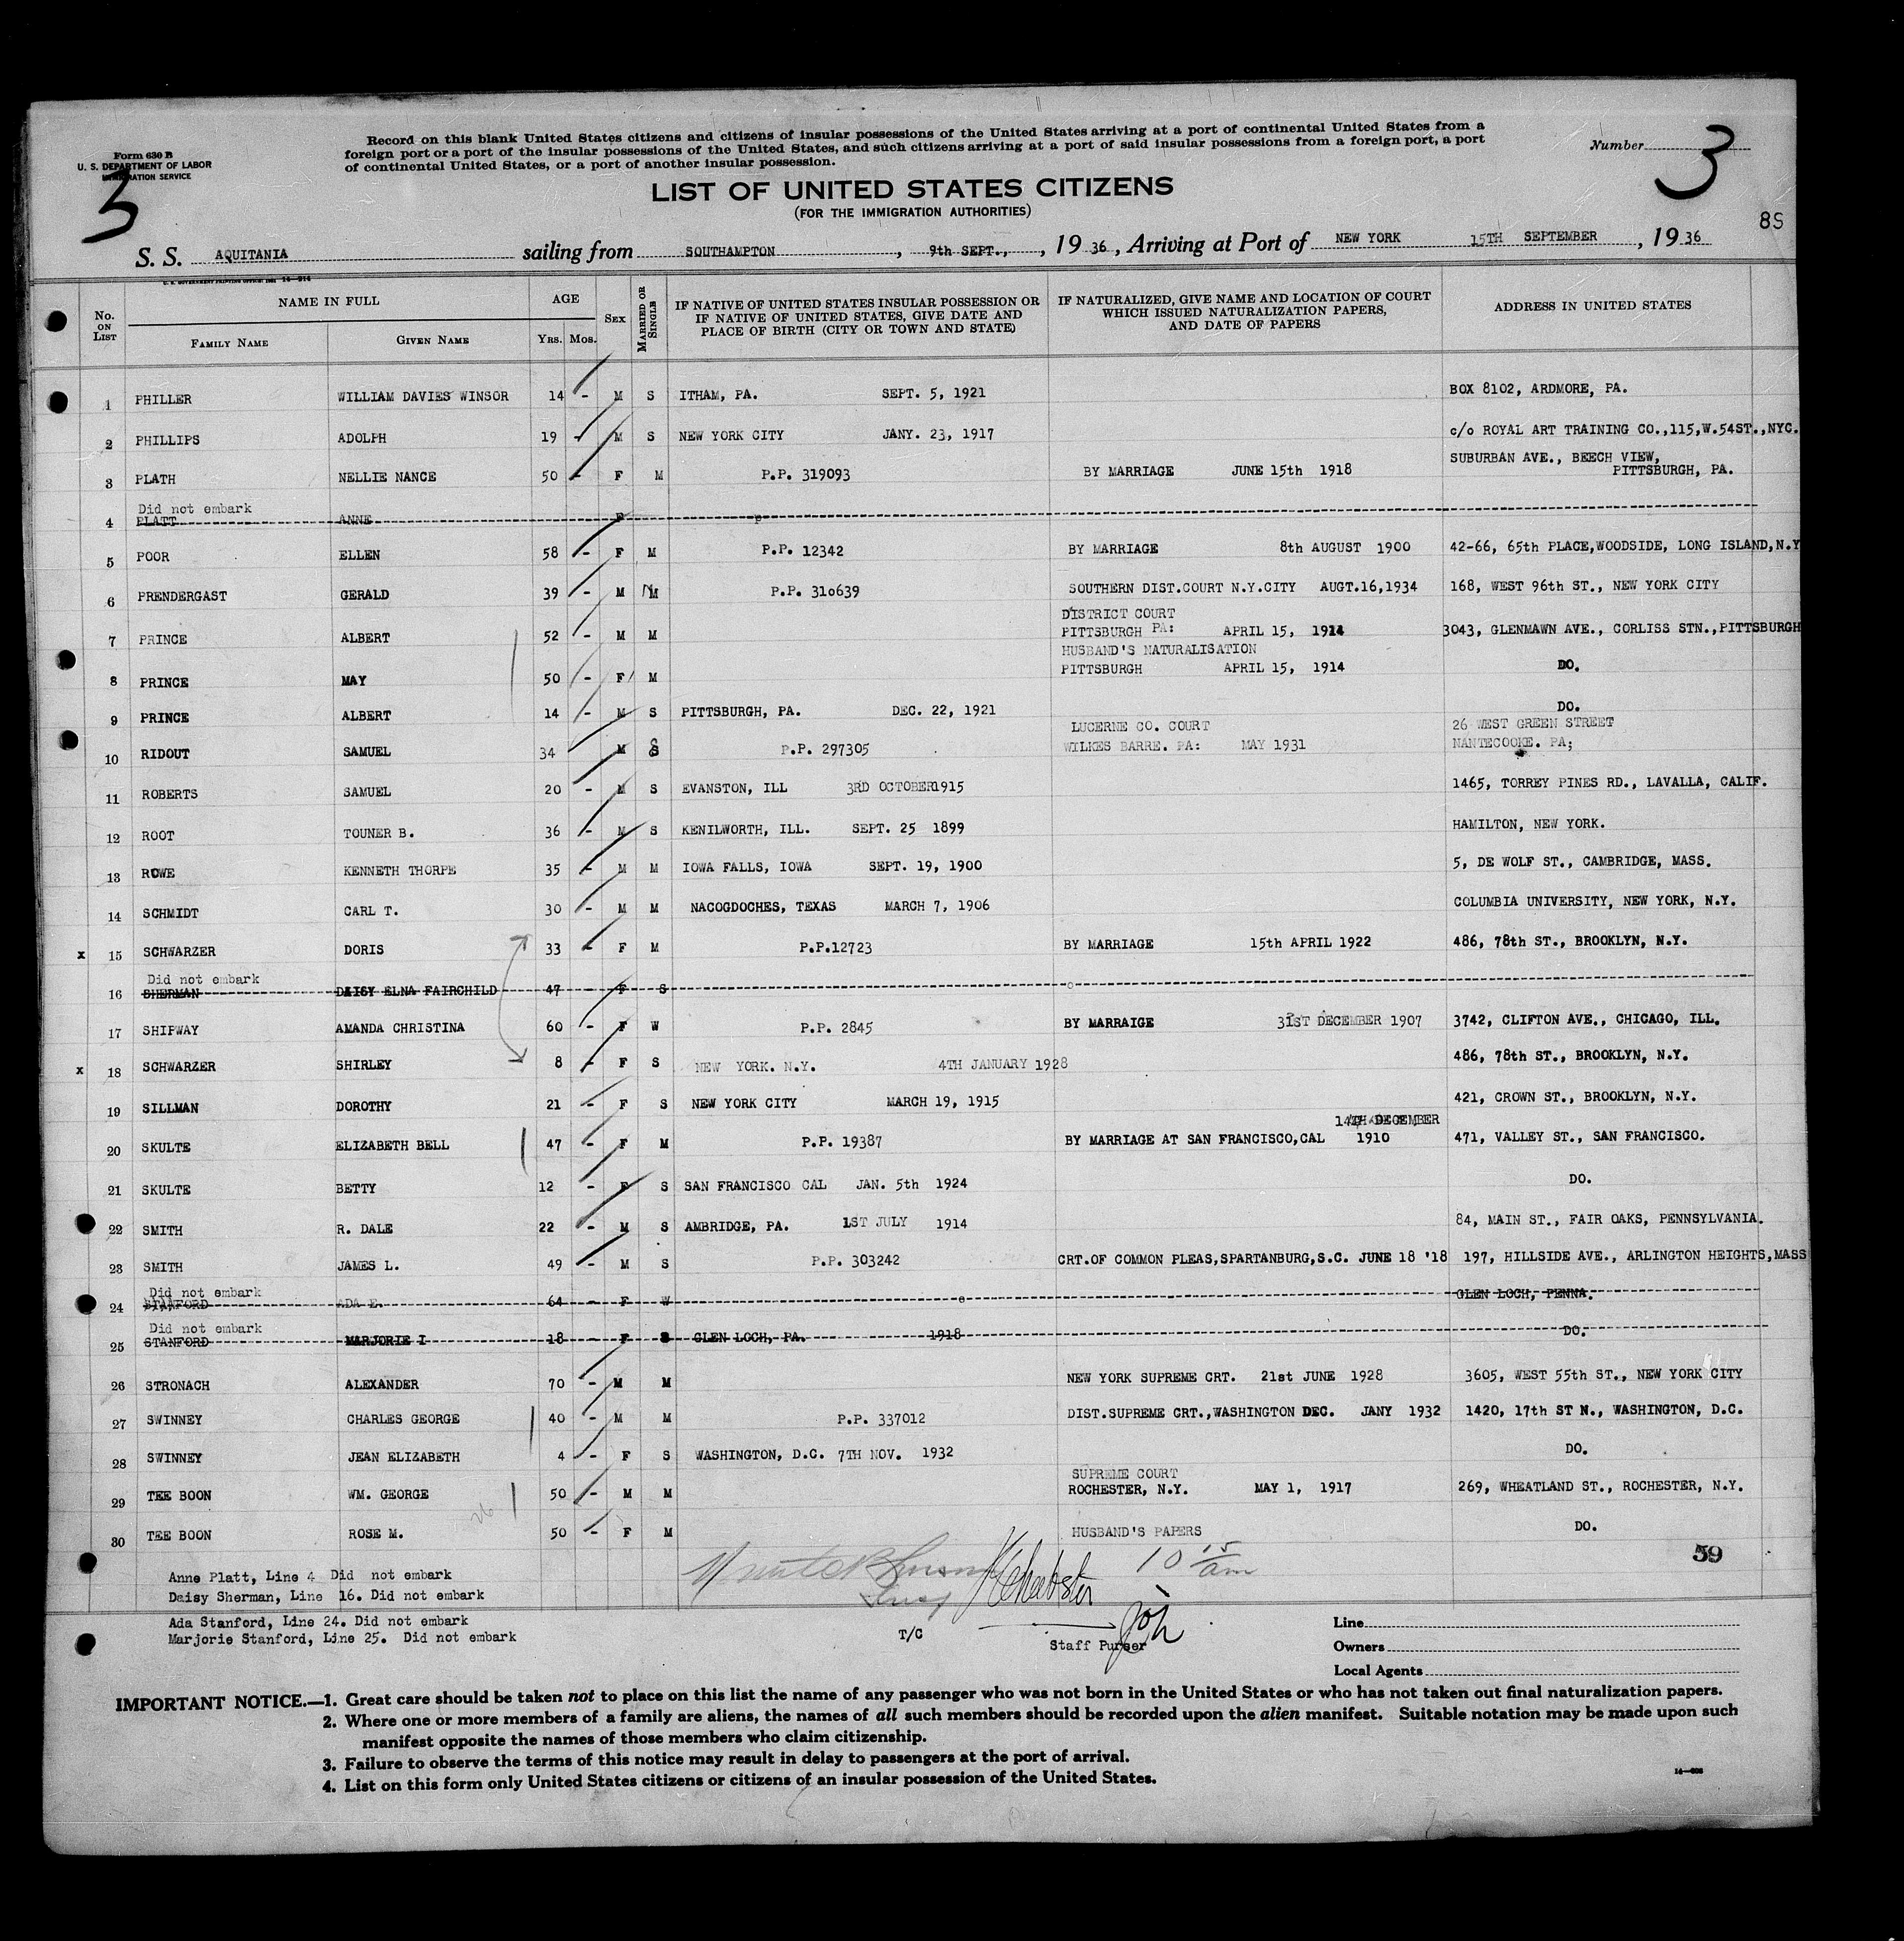 Record on this blank United States citizens and citizens of insular possessions of the United States arriving at a port of continental United States from a
foreign port or a port of the insular possessions of the United States, and such citizens arriving at a port of said insular possessions from a foreign port, a port
of continental United States, or a port of another insular possession.
Form 630 B
U. S. DEPARTMENT OF LABOR
IMMIGRATION SERVICE
Number 3
3
LIST OF UNITED STATES CITIZENS
(FOR THE IMMIGRATION AUTHORITIES)
8S
S. S. AQUITANIA sailing from SOUTHAMPTON, 9th SEPT., 1936, Arriving at Port of NEW YORK 15TH SEPTEMBER, 1936
No. ON LIST NAME IN FULL FAMILY NAME GIVEN NAME AGE YRS. MOS. SEX MARRIED OR SINGLE IF NATIVE OF UNITED STATES INSULAR POSSESSION OR IF NATIVE OF UNITED STATES, GIVE DATE AND PLACE OF BIRTH (CITY OR TOWN AND STATE) IF NATURALIZED, GIVE NAME AND LOCATION OF COURT WHICH ISSUED NATURALIZATION PAPERS, AND DATE OF PAPERS ADDRESS IN UNITED STATES
1 PHILLER WILLIAM DAVIES WINSOR 14 - M S ITHAM, PA. SEPT. 5, 1921 BOX 8102, ARDMORE, PA.
2 PHILLIPS ADOLPH 19 - M S NEW YORK CITY JANY. 23, 1917 c/o ROYAL ART TRAINING CO.,115,W.54ST.,NYC.
3 PLATH NELLIE NANCE 50 - F M P.P. 319093 BY MARRIAGE JUNE 15th 1918 SUBURBAN AVE., BEECH VIEW, PITTSBURGH, PA.
Did not embark
4 PLATT ANNE F
5 POOR ELLEN 58 - F M P.P. 12342 BY MARRIAGE 8th AUGUST 1900 42-66, 65th PLACE,WOODSIDE, LONG ISLAND,N.Y
6 PRENDERGAST GERALD 39 - M M P.P. 310639 SOUTHERN DIST.COURT N.Y.CITY AUGT.16,1934 168, WEST 96th ST., NEW YORK CITY
DISTRICT COURT
7 PRINCE ALBERT 52 - M M PITTSBURGH PA: APRIL 15, 1914 3043, GLENMAWN AVE., CORLISS STN.,PITTSBURGH
HUSBAND'S NATURALISATION
8 PRINCE MAY 50 - F M PITTSBURGH APRIL 15, 1914 DO.
9 PRINCE ALBERT 14 - M S PITTSBURGH, PA. DEC. 22, 1921 DO.
LUCERNE CO. COURT 26 WEST GREEN STREET
10 RIDOUT SAMUEL 34 M S P.P. 297305 WILKES BARRE. PA: MAY 1931 NANTECOOKE. PA;
11 ROBERTS SAMUEL 20 - M S EVANSTON, ILL 3RD OCTOBER1915 1465, TORREY PINES RD., LAVALLA, CALIF.
12 ROOT TOUNER B. 36 - M S KENILWORTH, ILL. SEPT. 25 1899 HAMILTON, NEW YORK.
13 ROWE KENNETH THORPE 35 - M M IOWA FALLS, IOWA SEPT. 19, 1900 5, DE WOLF ST., CAMBRIDGE, MASS.
14 SCHMIDT CARL T. 30 - M M NACOGDOCHES, TEXAS MARCH 7, 1906 COLUMBIA UNIVERSITY, NEW YORK, N.Y.
x 15 SCHWARZER DORIS 33 - F M P.P.12723 BY MARRIAGE 15th APRIL 1922 486, 78th ST., BROOKLYN, N.Y.
Did not embark
16 SHERMAN DAISY ELNA FAIRCHILD 47 - F S
17 SHIPWAY AMANDA CHRISTINA 60 - F W P.P. 2845 BY MARRAIGE 31ST DECEMBER 1907 3742, CLIFTON AVE., CHICAGO, ILL.
x 18 SCHWARZER SHIRLEY 8 - F S NEW YORK. N.Y. 4TH JANUARY 1928 486, 78th ST., BROOKLYN, N.Y.
19 SILLMAN DOROTHY 21 - F S NEW YORK CITY MARCH 19, 1915 421, CROWN ST., BROOKLYN, N.Y.
14TH DECEMBER
20 SKULTE ELIZABETH BELL 47 - F M P.P. 19387 BY MARRIAGE AT SAN FRANCISCO,CAL 1910 471, VALLEY ST., SAN FRANCISCO.
21 SKULTE BETTY 12 - F S SAN FRANCISCO CAL JAN. 5th 1924 DO.
22 SMITH R. DALE 22 - M S AMBRIDGE, PA. 1ST JULY 1914 84, MAIN ST., FAIR OAKS, PENNSYLVANIA.
23 SMITH JAMES L. 49 - M S P.P. 303242 CRT.OF COMMON PLEAS,SPARTANBURG,S.C. JUNE 18 '18 197, HILLSIDE AVE., ARLINGTON HEIGHTS,MASS
Did not embark
24 STANFORD ADA E. 64 - F W GLEN LOCH, PENNA.
Did not embark
25 STANFORD MARJORIE I 18 - F S GLEN LOCH, PA. 1918 DO.
26 STRONACH ALEXANDER 70 - M M NEW YORK SUPREME CRT. 21st JUNE 1928 3605, WEST 55th ST., NEW YORK CITY
27 SWINNEY CHARLES GEORGE 40 - M M P.P. 337012 DIST.SUPREME CRT.,WASHINGTON DEC. JANY 1932 1420, 17th ST N., WASHINGTON, D.C.
28 SWINNEY JEAN ELIZABETH 4 - F S WASHINGTON, D.C. 7TH NOV. 1932 DO.
SUPREME COURT
29 TEE BOON WM. GEORGE 50 - M M ROCHESTER, N.Y. MAY 1, 1917 269, WHEATLAND ST., ROCHESTER, N.Y.
30 TEE BOON ROSE M. 50 - F M HUSBAND'S PAPERS DO.
26
59
10 15 am
Anne Platt, Line 4 Did not embark
Daisy Sherman, Line 16. Did not embark
Ada Stanford, Line 24. Did not embark
Marjorie Stanford, Line 25. Did not embark
T/C
Staff Purser
Line
Owners
Local Agents
IMPORTANT NOTICE.—1. Great care should be taken not to place on this list the name of any passenger who was not born in the United States or who has not taken out final naturalization papers.
2. Where one or more members of a family are aliens, the names of all such members should be recorded upon the alien manifest. Suitable notation may be made upon such
manifest opposite the names of those members who claim citizenship.
3. Failure to observe the terms of this notice may result in delay to passengers at the port of arrival.
4. List on this form only United States citizens or citizens of an insular possession of the United States.